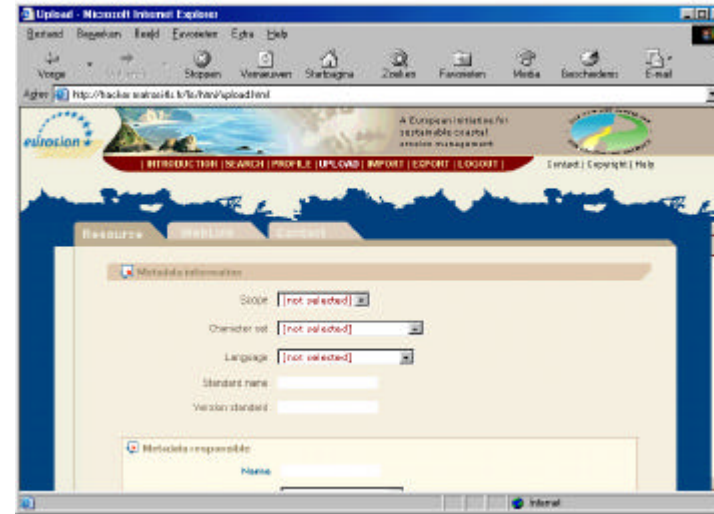 Upload - Microsoft Internet Explorer
Bestand Bewerken Beeld Favorieten Extra Help
Vorige Stoppen Vernieuwen Startpagina Zoeken Favorieten Media Geschiedenis E-mail
Adres
A European initiative for
sustainable coastal
erosion management
eurosion
| INTRODUCTION | SEARCH | PROFILE | UPLOAD | IMPORT | EXPORT | LOGOUT |
Contact | Copyright | Help
Resource Contact
Metadata information
Scope [not selected]
Character set [not selected]
Language [not selected]
Standard name
Version standard
Metadata responsible
Name
Internet